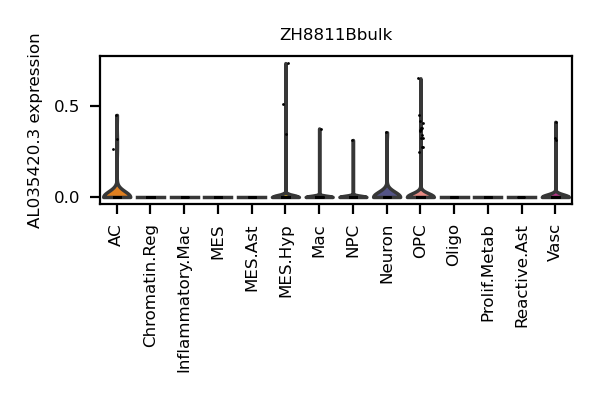 ZH8811Bbulk
AL035420.3 expression
0.5
0.0
AC
Chromatin.Reg
Inflammatory.Mac
MES
MES.Ast
MES.Hyp
Mac
NPC
Neuron
OPC
Oligo
Prolif.Metab
Reactive.Ast
Vasc